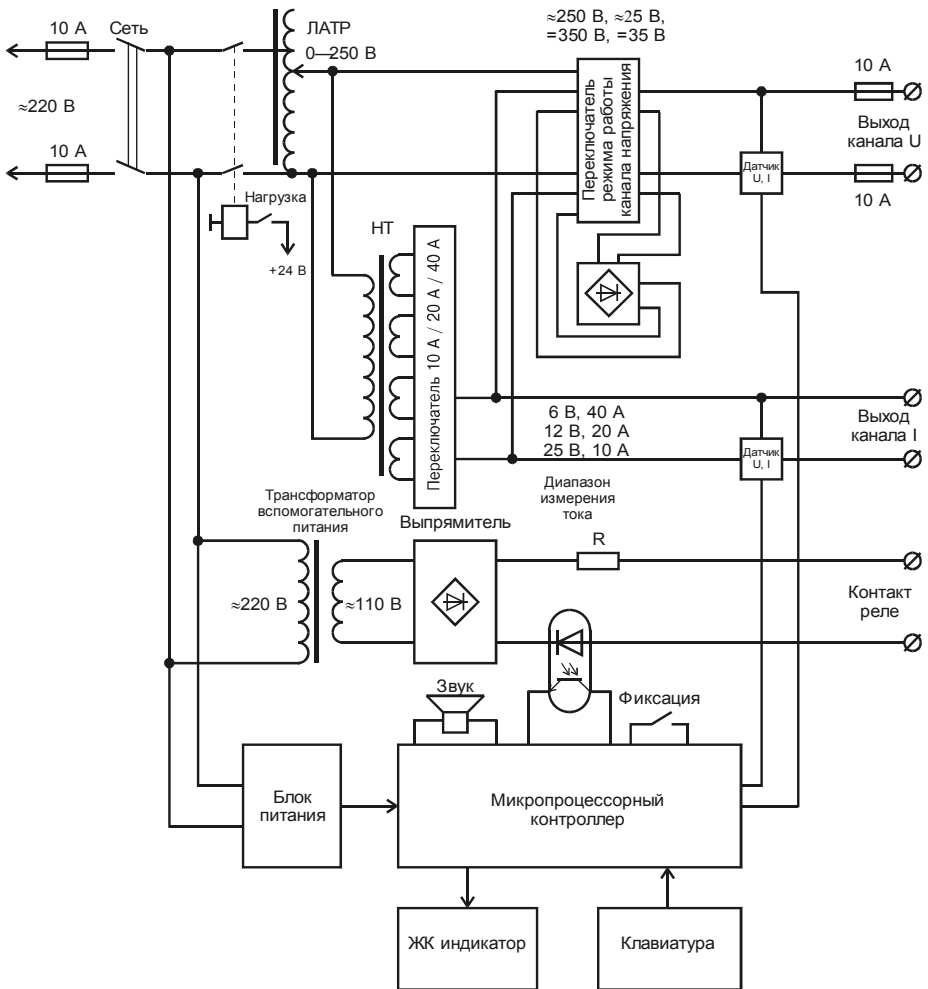 10 А
Сеть
ЛАТР
0—250 В
≈250 В, ≈25 В,
=350 В, =35 В
10 А
≈220 В
10 А
Переключатель
режима работы
канала напряжения
Выход
канала U
Датчик
U, I
10 А
Нагрузка
+24 В
НТ
Переключатель 10 А / 20 А / 40 А
6 В, 40 А
12 В, 20 А
25 В, 10 А
Выход
канала I
Датчик
U, I
Диапазон
измерения
тока
Трансформатор
вспомогательного
питания
Выпрямитель
R
≈220 В
≈110 В
Контакт
реле
Звук
Фиксация
Блок
питания
Микропроцессорный
контроллер
ЖК индикатор
Клавиатура